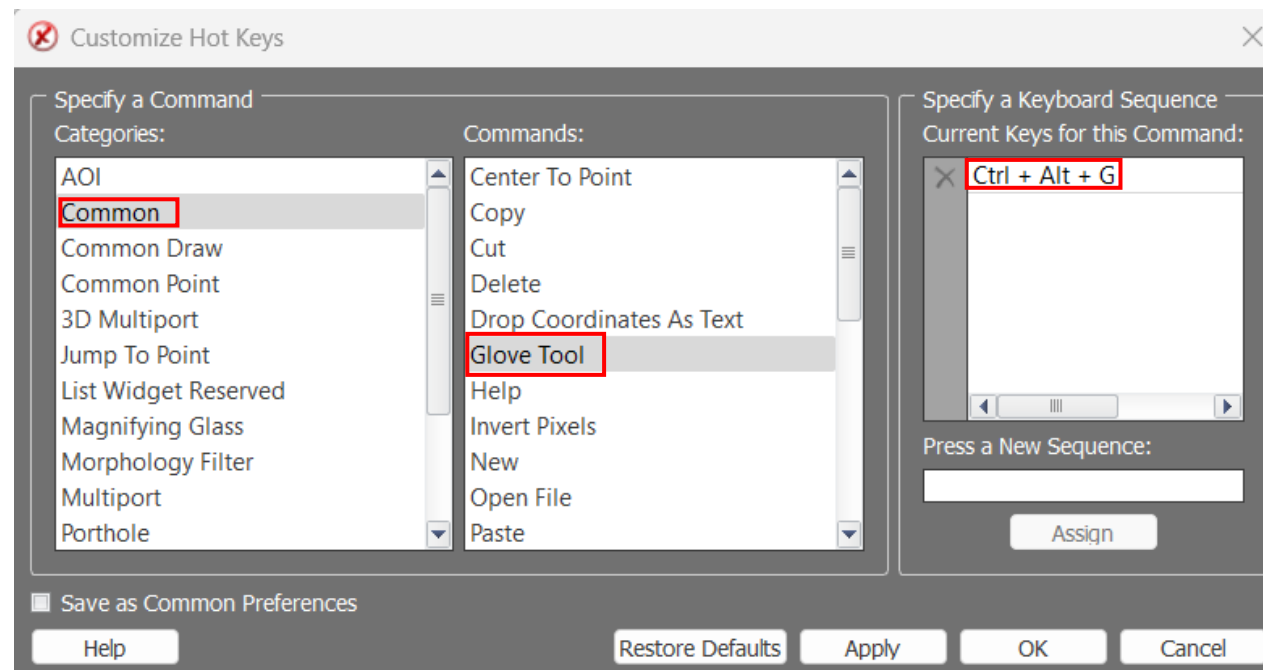 Customize Hot Keys
Specify a Command
Categories:
AOI
Common
Common Draw
Common Point
3D Multiport
Jump To Point
List Widget Reserved
Magnifying Glass
Morphology Filter
Multiport
Porthole
Commands:
Center To Point
Copy
Cut
Delete
Drop Coordinates As Text
Glove Tool
Help
Invert Pixels
New
Open File
Paste
Specify a Keyboard Sequence
Current Keys for this Command:
Ctrl + Alt + G
Press a New Sequence:
Assign
Save as Common Preferences
Help
Restore Defaults
Apply
OK
Cancel